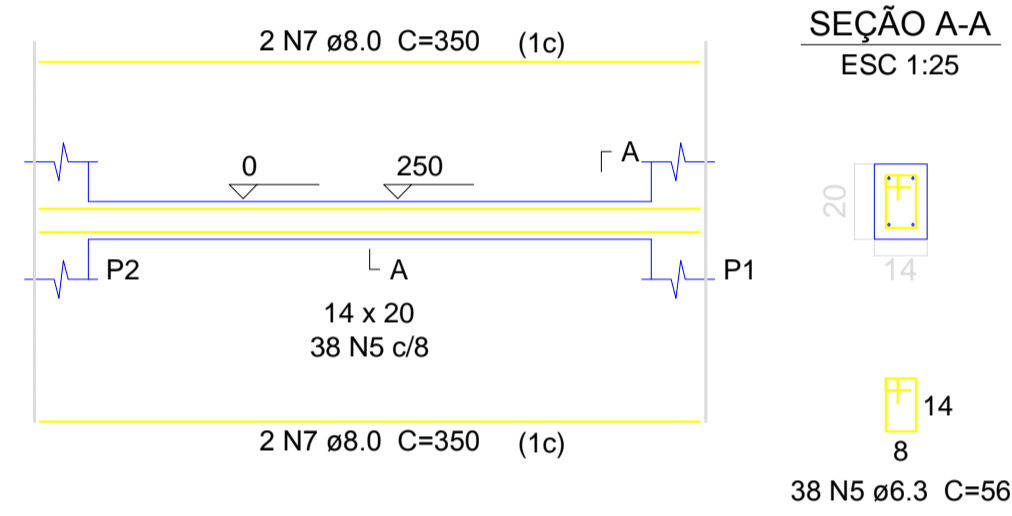 2 N7 ø8.0 C=350 (1c)
SEÇÃO A-A
ESC 1:25
0
250
A
P2
A
P1
14 x 20
38 N5 c/8
20
14
2 N7 ø8.0 C=350 (1c)
14
8
38 N5 ø6.3 C=56